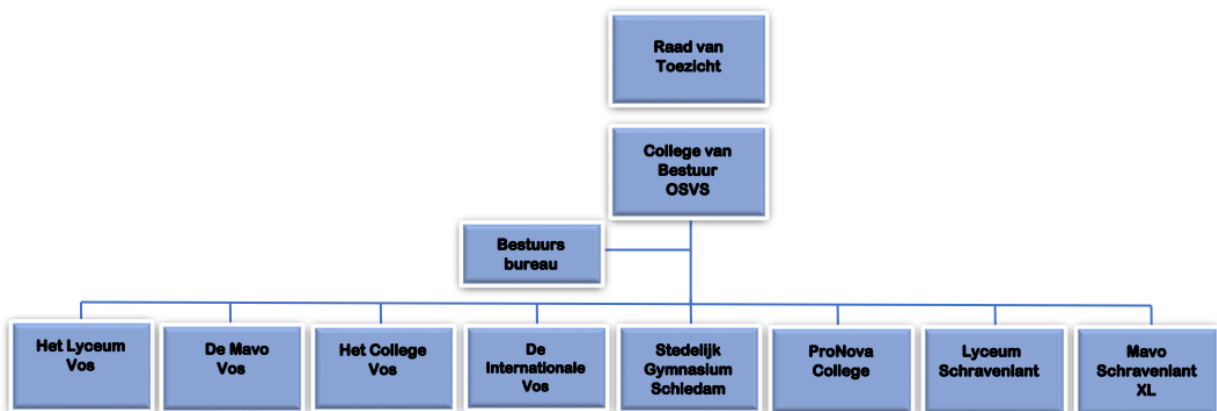 Raad van
Toezicht
College van
Bestuur
OSVS
Bestuurs
bureau
Het Lyceum
Vos
De Mavo
Vos
Het College
Vos
De
Internationale
Vos
Stedelijk
Gymnasium
Schiedam
ProNova
College
Lyceum
Schravenlant
Mavo
Schravenlant
XL